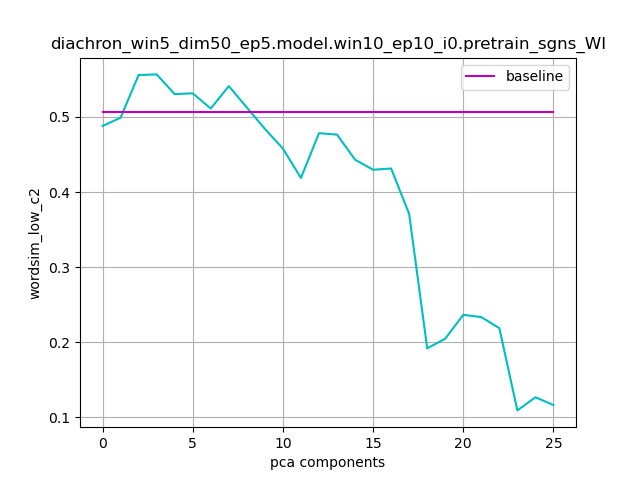 diachron_win5_dim50_ep5.model.win10_ep10_i0.pretrain_sgns_WI
baseline
wordsim_low_c2
0.5
0.4
0.3
0.2
0.1
0 5 10 15 20 25
pca components